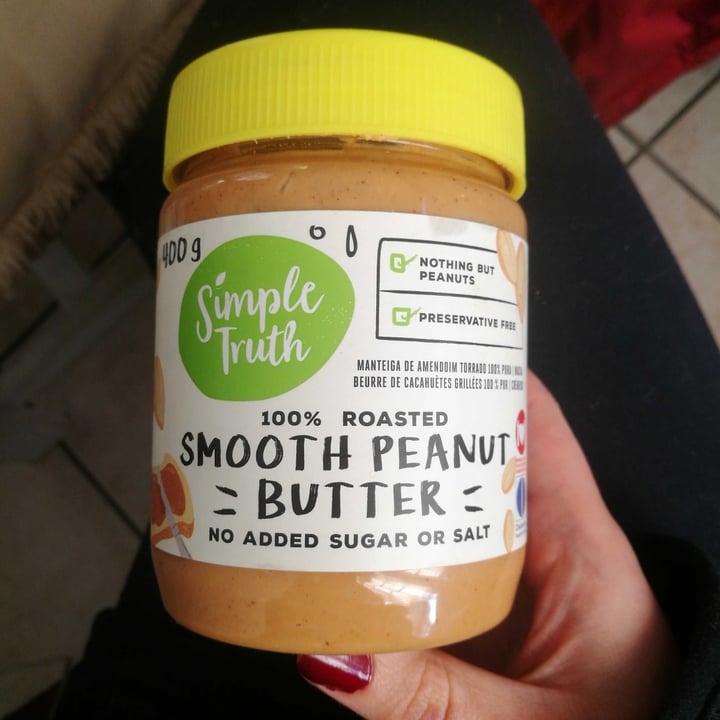 400g
Simple
Truth
NOTHING BUT
PEANUTS
PRESERVATIVE FREE
MANTEIGA DE AMENDOIM TORRADO 100% PURA | MACIA
BEURRE DE CACAHUÈTES GRILLÉES 100 % PUR |
100% ROASTED
SMOOTH PEANUT
BUTTER
NO ADDED SUGAR OR SALT